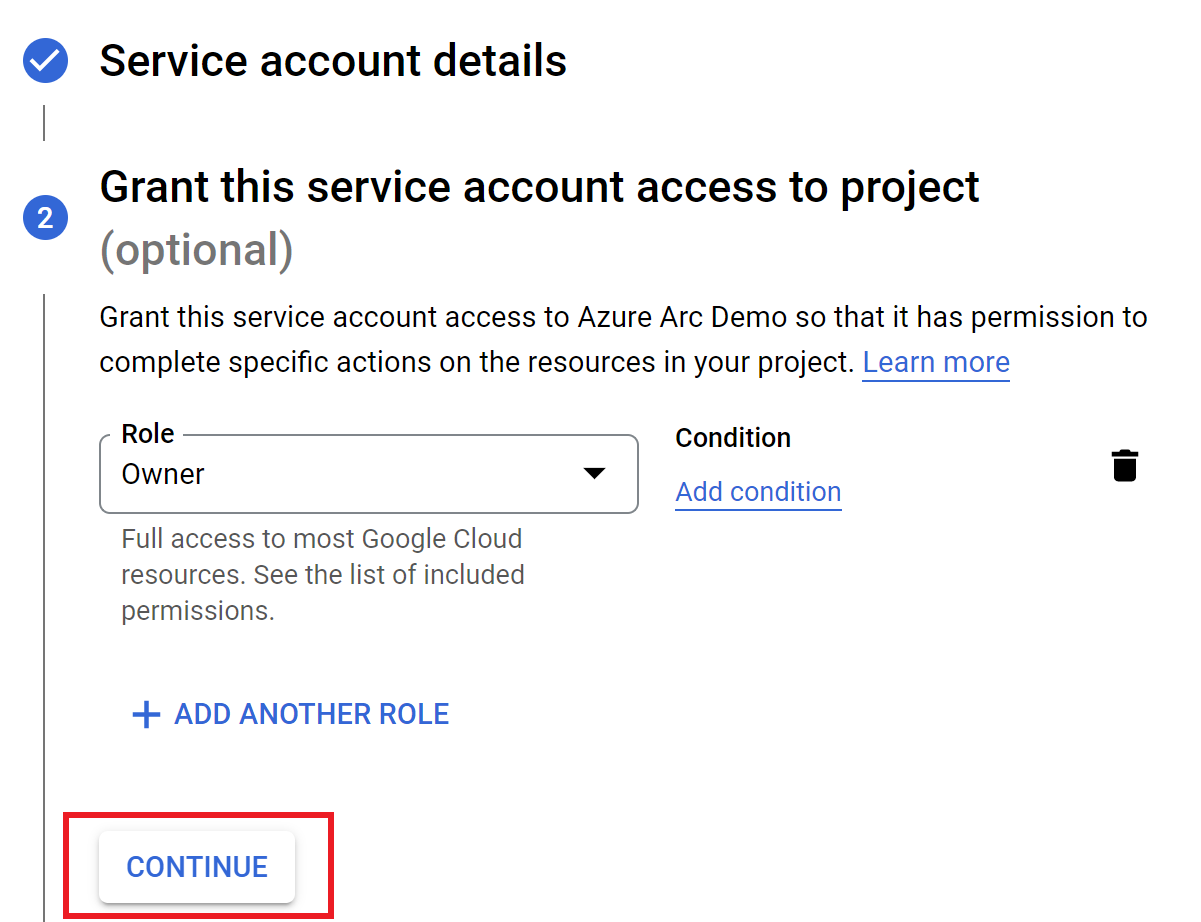 Service account details
2
Grant this service account access to project
(optional)
Grant this service account access to Azure Arc Demo so that it has permission to
complete specific actions on the resources in your project. Learn more
Role
Owner
Condition
Add condition
Full access to most Google Cloud
resources. See the list of included
permissions.
ADD ANOTHER ROLE
CONTINUE